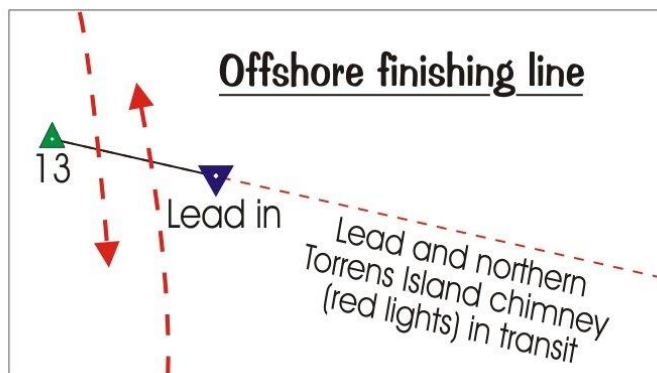 Offshore finishing line
13
Lead in
Lead and northern
Torrens Island chimney
(red lights) in transit